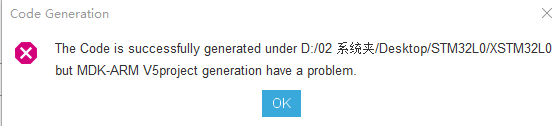 Code Generation
The Code is successfully generated under D:/02 系统夹/Desktop/STM32L0/XSTM32L0
but MDK-ARM V5project generation have a problem.
OK